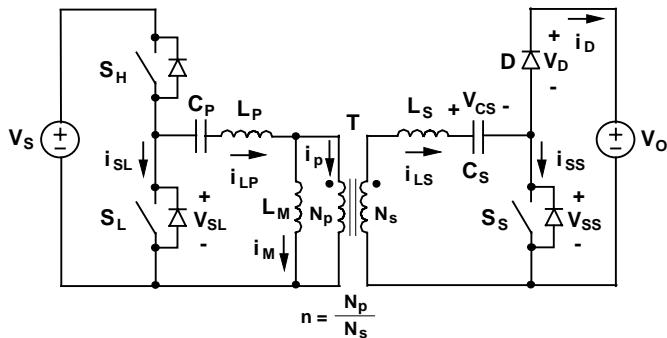 S_H
C_P
L_P
T
L_S
+ V_CS -
D
+
V_D
-
i_D
V_S
+
-
i_SL
i_LP
i_p
i_LS
C_S
i_SS
+
-
V_O
S_L
+
V_SL
-
L_M
N_p
N_s
S_S
+
V_SS
-
i_M
n = N_p / N_s